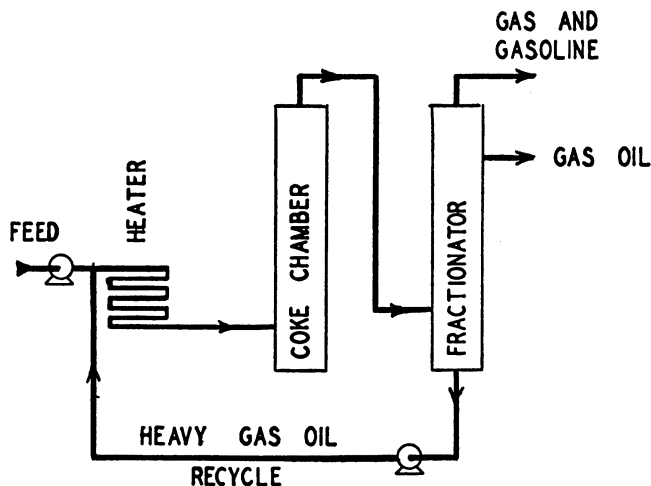 GAS AND
GASOLINE
GAS OIL
HEATER
FEED
COKE CHAMBER
FRACTIONATOR
HEAVY GAS OIL
RECYCLE